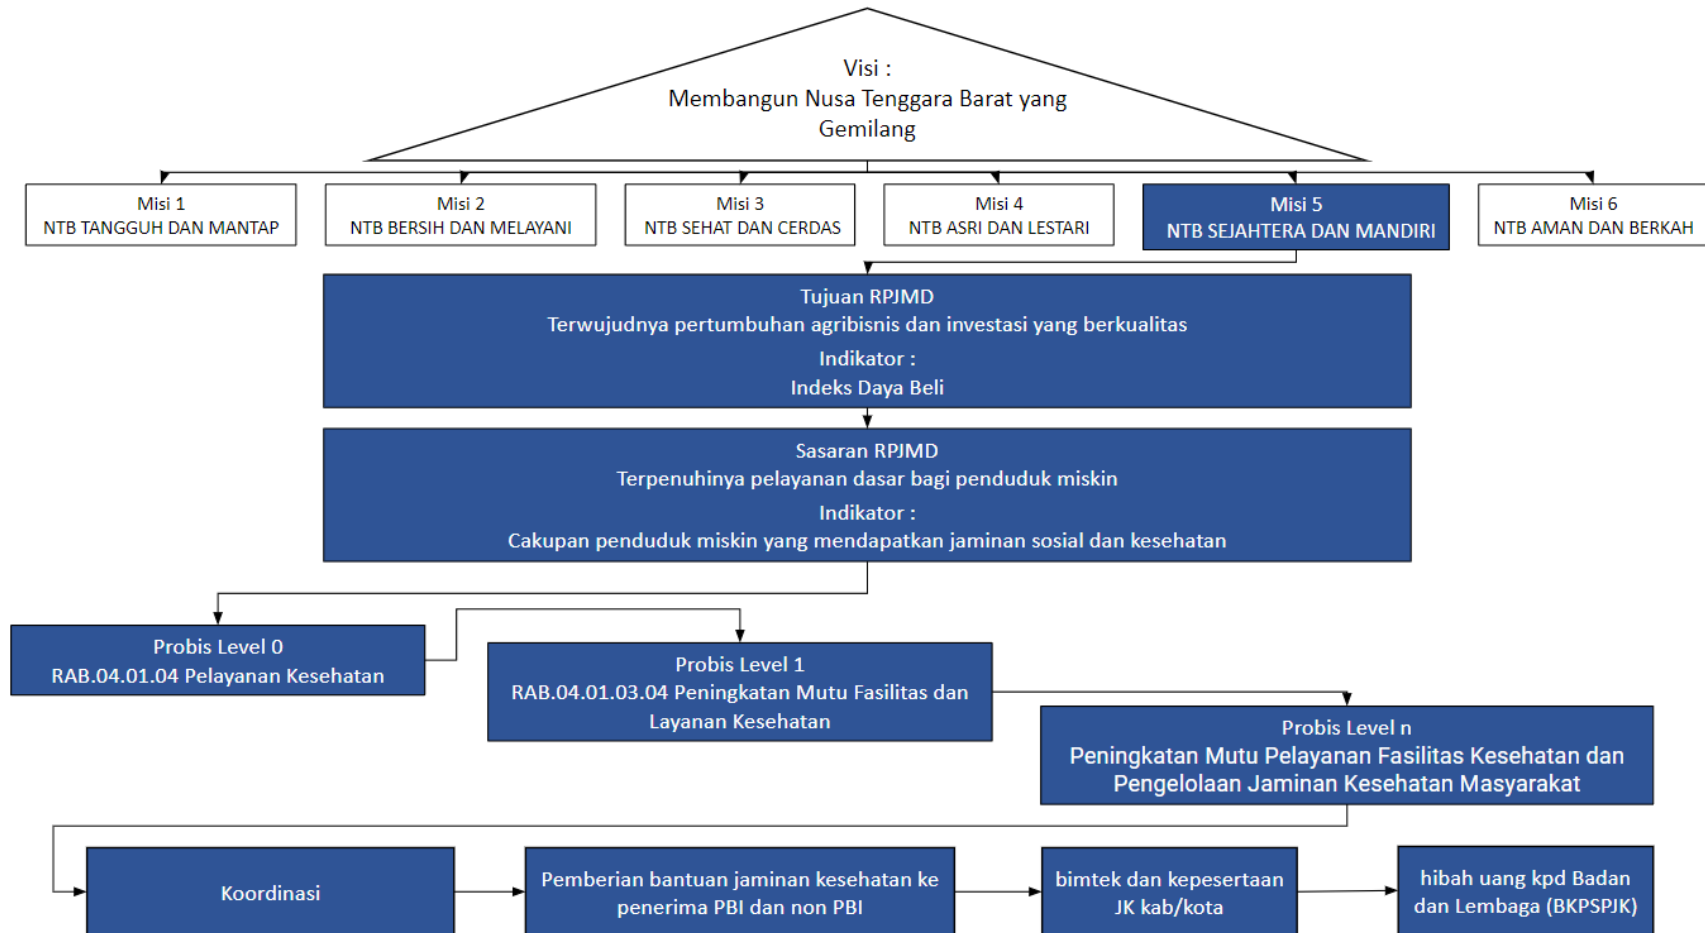 Visi :
Membangun Nusa Tenggara Barat yang
Gemilang
Misi 1
NTB TANGGUH DAN MANTAP
Misi 2
NTB BERSIH DAN MELAYANI
Misi 3
NTB SEHAT DAN CERDAS
Misi 4
NTB ASRI DAN LESTARI
Misi 5
NTB SEJAHTERA DAN MANDIRI
Misi 6
NTB AMAN DAN BERKAH
Tujuan RPJMD
Terwujudnya pertumbuhan agribisnis dan investasi yang berkualitas
Indikator :
Indeks Daya Beli
Sasaran RPJMD
Terpenuhinya pelayanan dasar bagi penduduk miskin
Indikator :
Cakupan penduduk miskin yang mendapatkan jaminan sosial dan kesehatan
Probis Level 0
RAB.04.01.04 Pelayanan Kesehatan
Probis Level 1
RAB.04.01.03.04 Peningkatan Mutu Fasilitas dan
Layanan Kesehatan
Probis Level n
Peningkatan Mutu Pelayanan Fasilitas Kesehatan dan
Pengelolaan Jaminan Kesehatan Masyarakat
Koordinasi
Pemberian bantuan jaminan kesehatan ke
penerima PBI dan non PBI
bimtek dan kepesertaan
JK kab/kota
hibah uang kpd Badan
dan Lembaga (BKPSPJK)